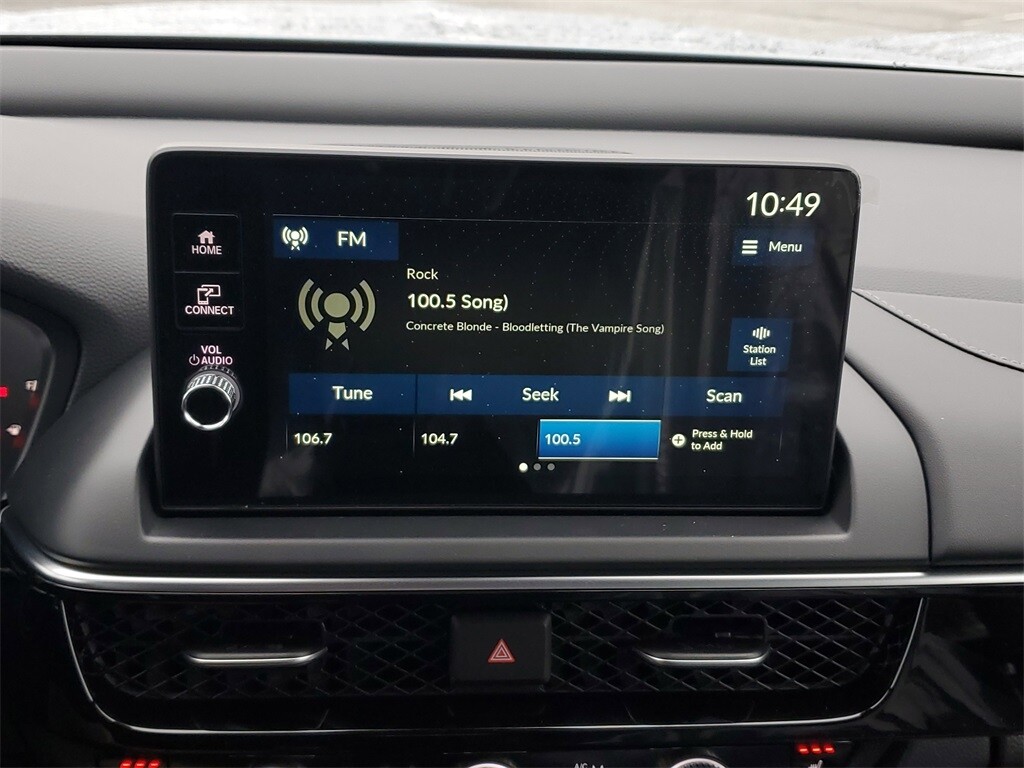 10:49
HOME
FM
Menu
Rock
CONNECT
100.5 Song)
Concrete Blonde - Bloodletting (The Vampire Song)
Station
List
VOL
AUDIO
Tune
Seek
Scan
106.7
104.7
100.5
Press & Hold
to Add